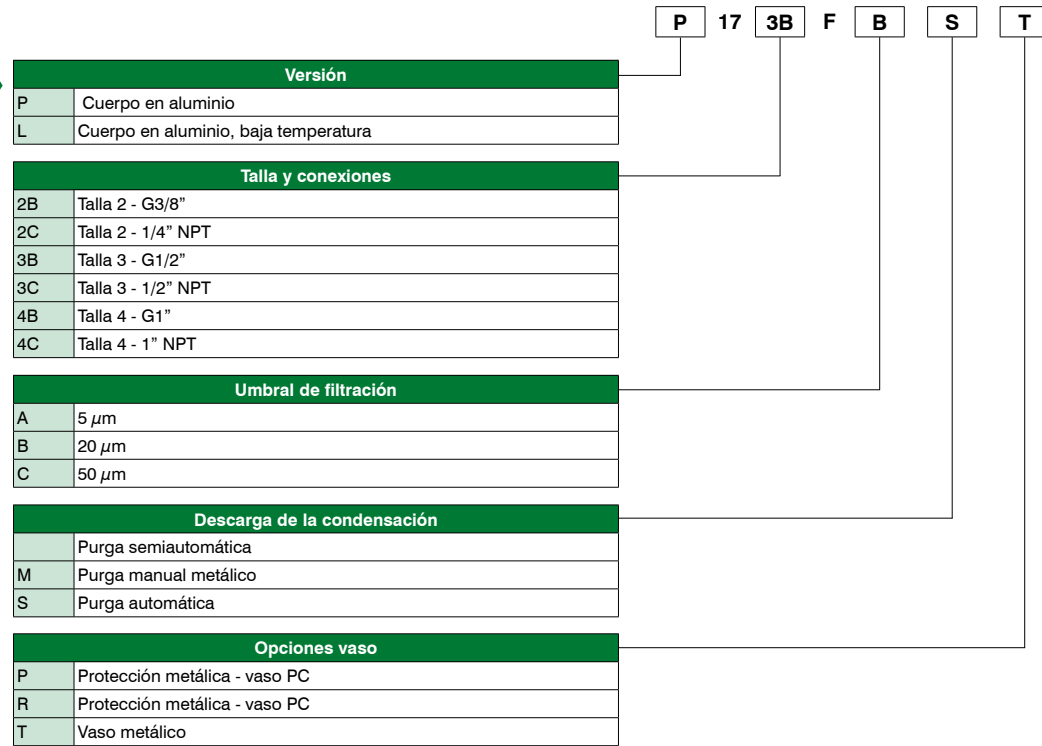 P 17 3B F B S T
Versión
P Cuerpo en aluminio
L Cuerpo en aluminio, baja temperatura
Talla y conexiones
2B Talla 2 - G3/8”
2C Talla 2 - 1/4” NPT
3B Talla 3 - G1/2”
3C Talla 3 - 1/2” NPT
4B Talla 4 - G1”
4C Talla 4 - 1” NPT
Umbral de filtración
A 5 µm
B 20 µm
C 50 µm
Descarga de la condensación
Purga semiautomática
M Purga manual metálico
S Purga automática
Opciones vaso
P Protección metálica - vaso PC
R Protección metálica - vaso PC
T Vaso metálico